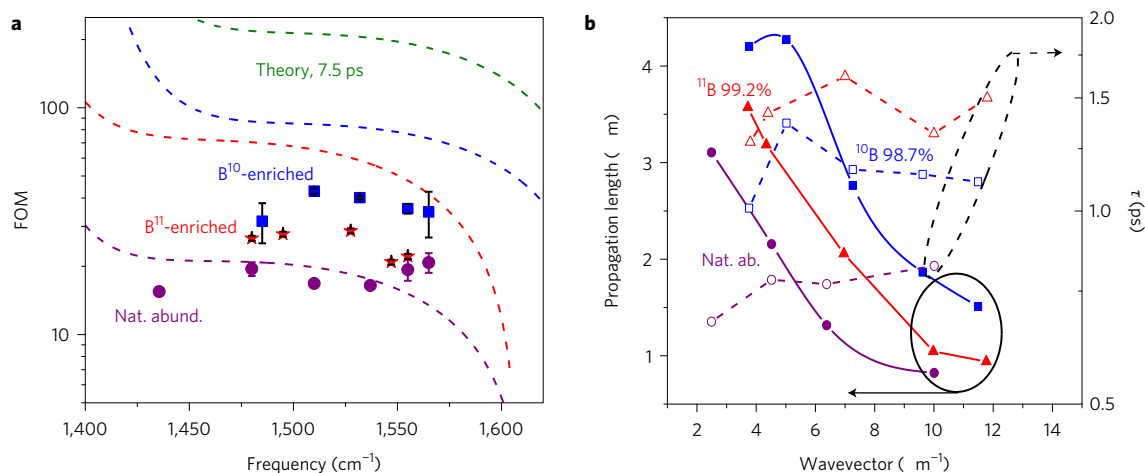 a
FOM
100
10
Theory, 7.5 ps
B10-enriched
B11-enriched
Nat. abund.
1,400
1,450
1,500
1,550
1,600
Frequency (cm−1)
b
Propagation length ( m)
4
3
2
1
11B 99.2%
10B 98.7%
Nat. ab.
2.0
1.5
1.0
0.5
τ (ps)
2
4
6
8
10
12
14
Wavevector ( m−1)